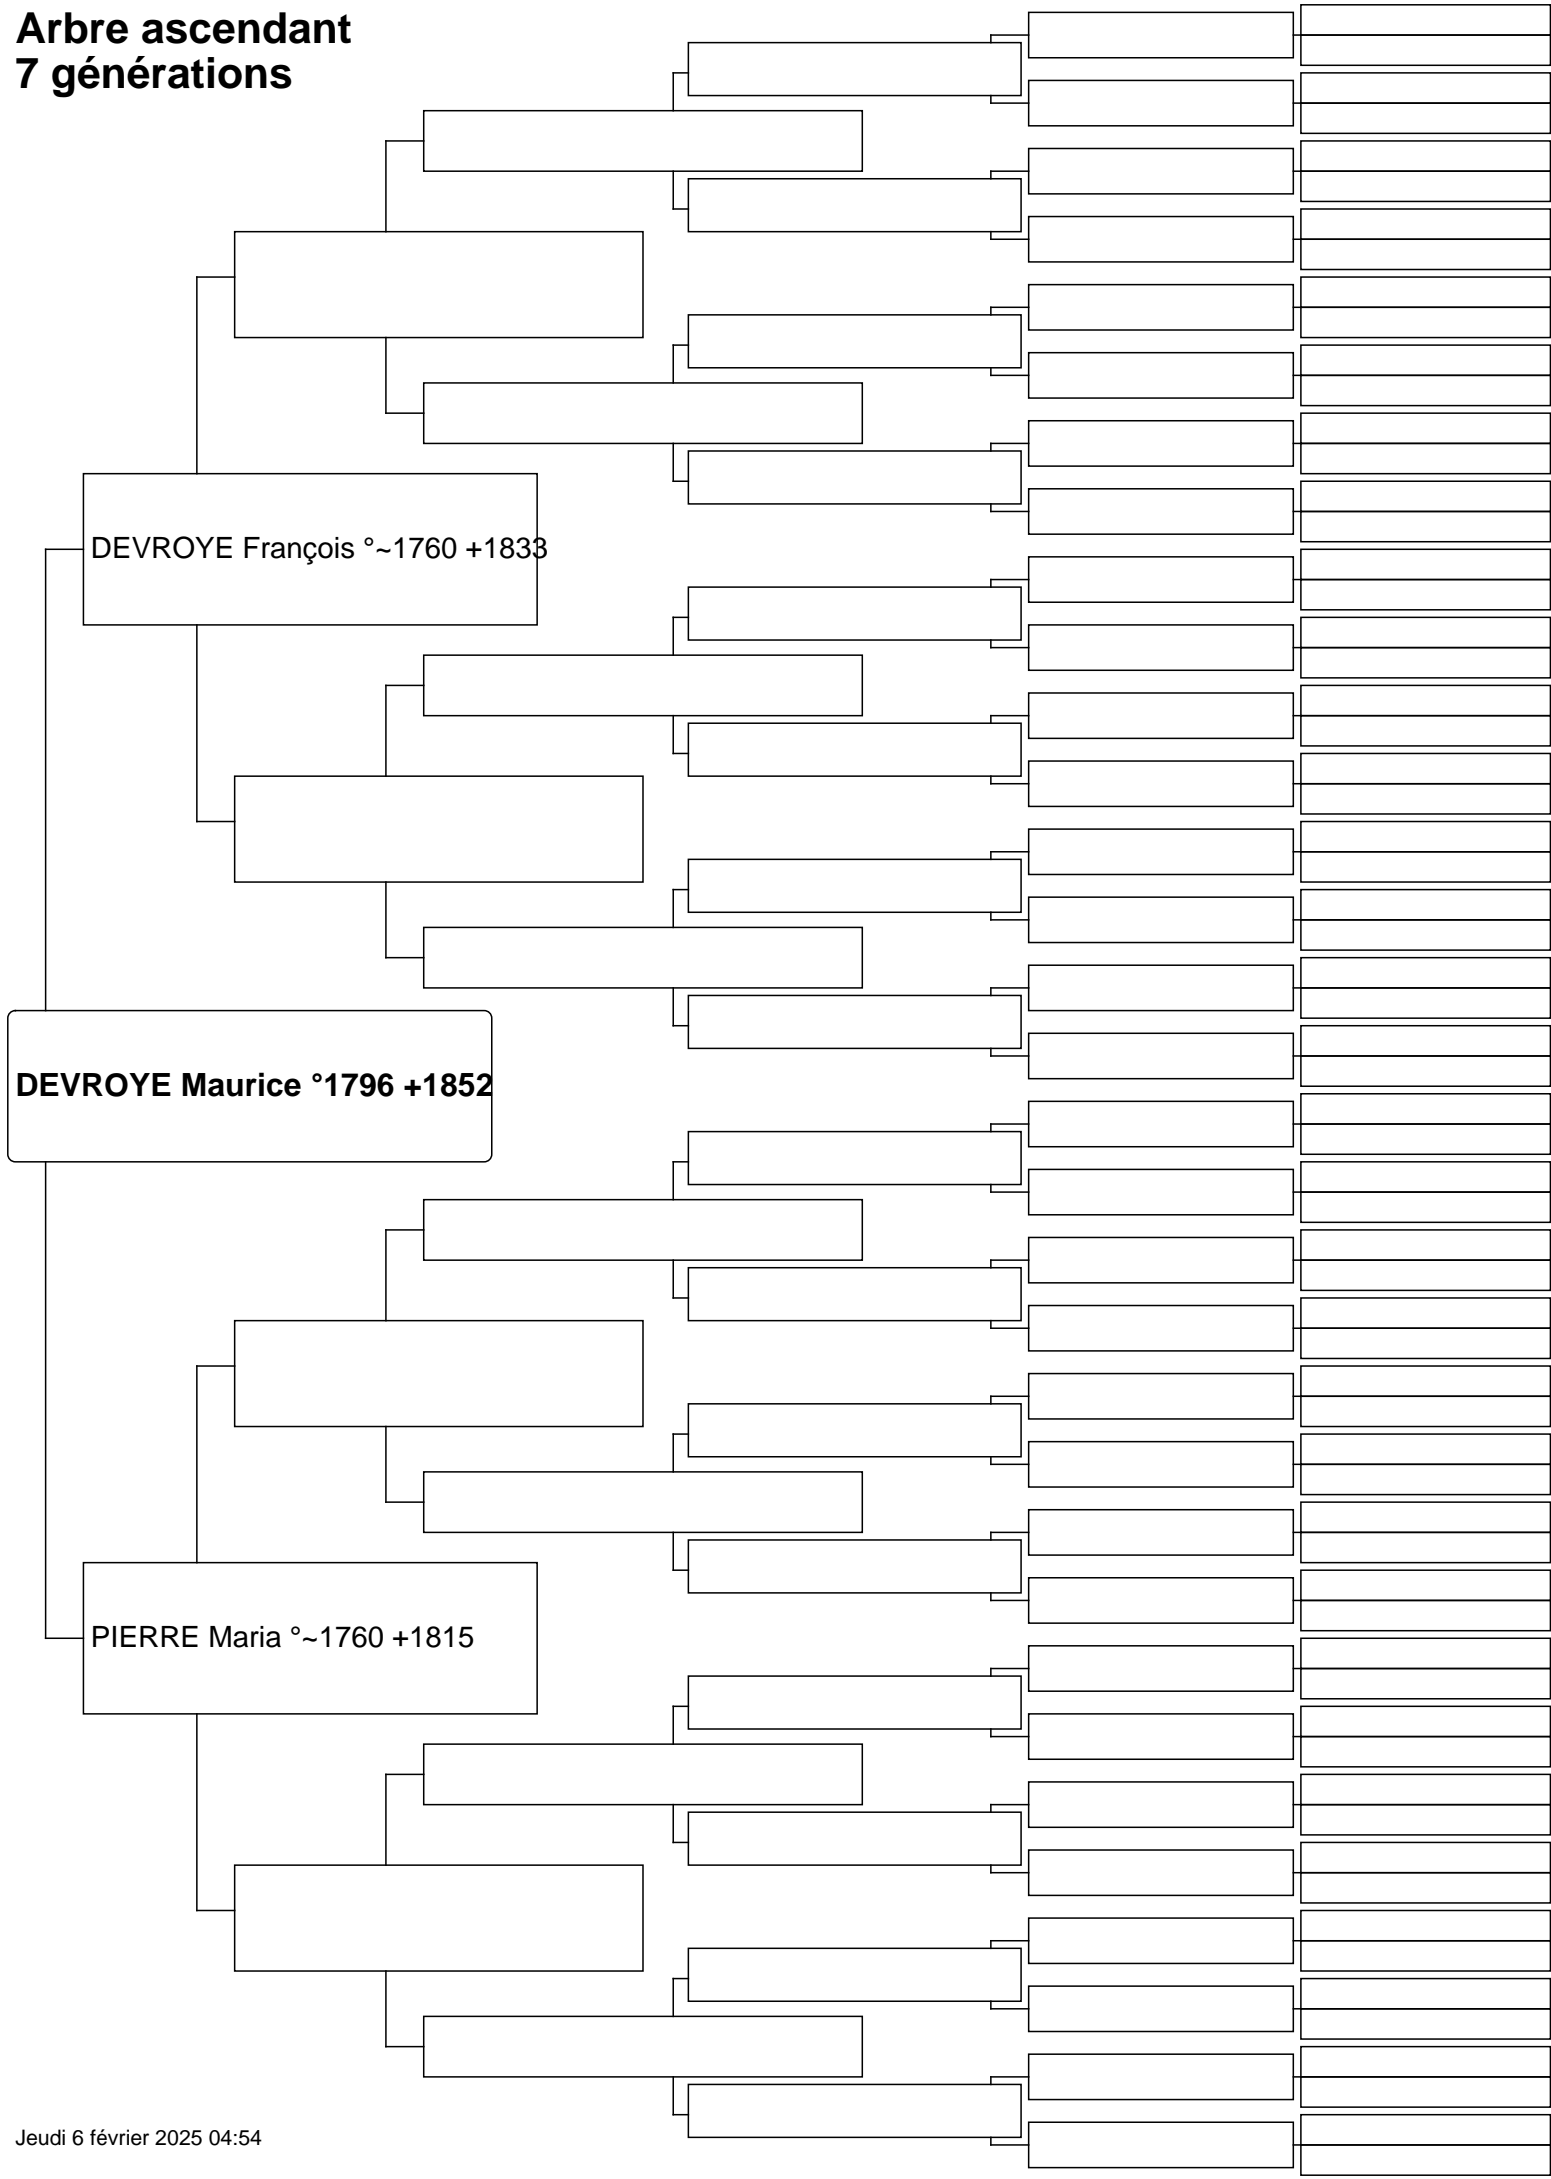 Arbre ascendant
7 générations
DEVROYE François °~1760 +1833
DEVROYE Maurice °1796 +1852
PIERRE Maria °~1760 +1815
Jeudi 6 février 2025 04:54